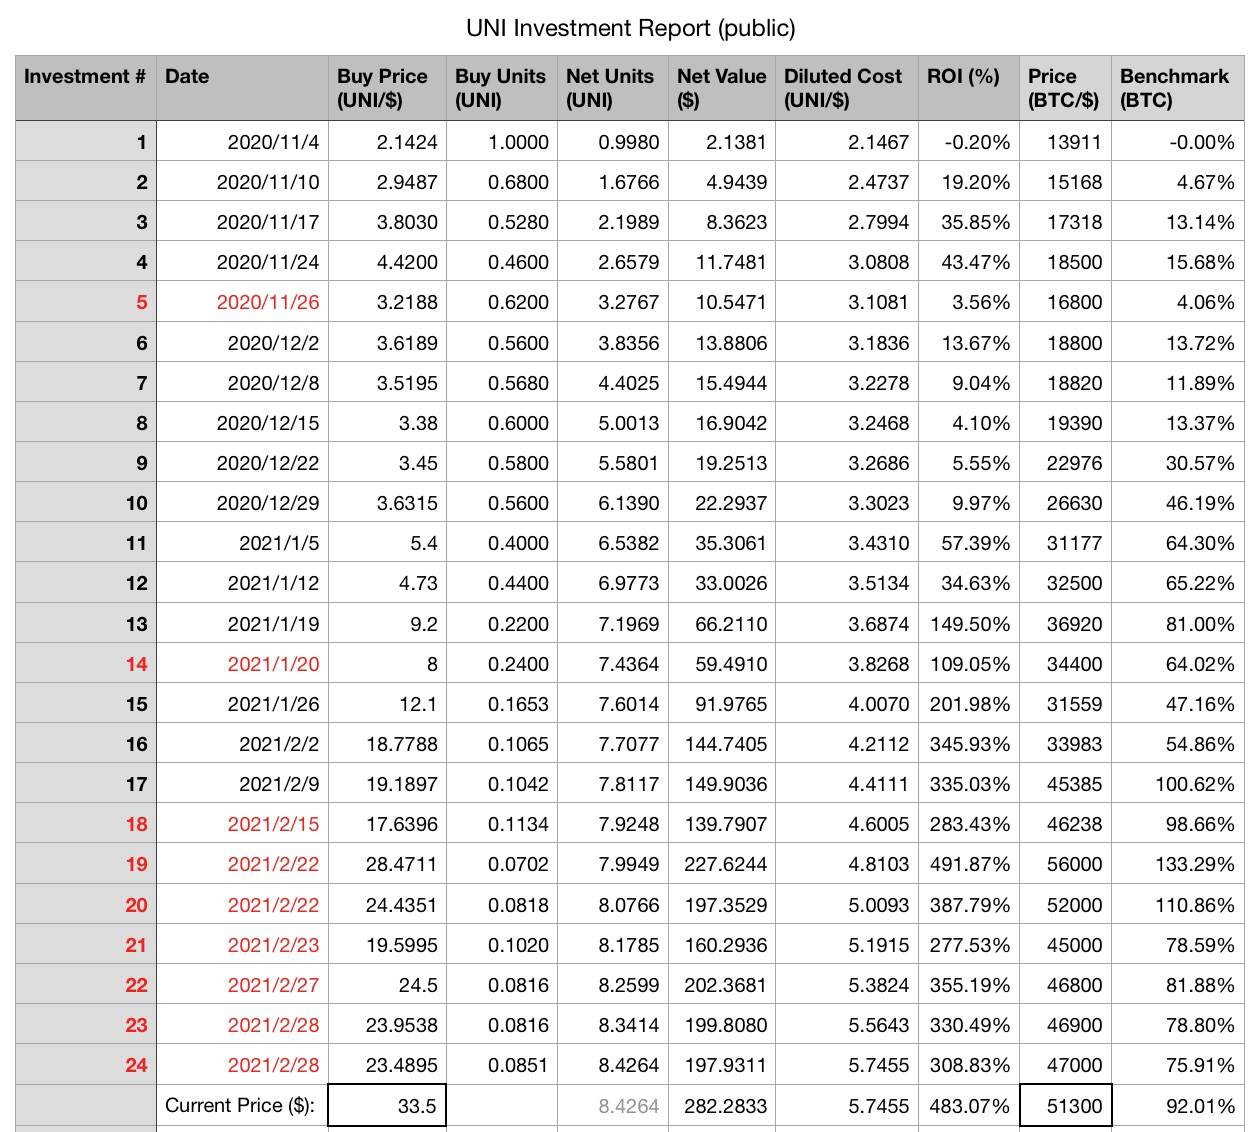 UNI Investment Report (public)
Investment # Date Buy Price (UNI/$) Buy Units (UNI) Net Units (UNI) Net Value ($) Diluted Cost (UNI/$) ROI (%) Price (BTC/$) Benchmark (BTC)
1 2020/11/4 2.1424 1.0000 0.9980 2.1381 2.1467 -0.20% 13911 -0.00%
2 2020/11/10 2.9487 0.6800 1.6766 4.9439 2.4737 19.20% 15168 4.67%
3 2020/11/17 3.8030 0.5280 2.1989 8.3623 2.7994 35.85% 17318 13.14%
4 2020/11/24 4.4200 0.4600 2.6579 11.7481 3.0808 43.47% 18500 15.68%
5 2020/11/26 3.2188 0.6200 3.2767 10.5471 3.1081 3.56% 16800 4.06%
6 2020/12/2 3.6189 0.5600 3.8356 13.8806 3.1836 13.67% 18800 13.72%
7 2020/12/8 3.5195 0.5680 4.4025 15.4944 3.2278 9.04% 18820 11.89%
8 2020/12/15 3.38 0.6000 5.0013 16.9042 3.2468 4.10% 19390 13.37%
9 2020/12/22 3.45 0.5800 5.5801 19.2513 3.2686 5.55% 22976 30.57%
10 2020/12/29 3.6315 0.5600 6.1390 22.2937 3.3023 9.97% 26630 46.19%
11 2021/1/5 5.4 0.4000 6.5382 35.3061 3.4310 57.39% 31177 64.30%
12 2021/1/12 4.73 0.4400 6.9773 33.0026 3.5134 34.63% 32500 65.22%
13 2021/1/19 9.2 0.2200 7.1969 66.2110 3.6874 149.50% 36920 81.00%
14 2021/1/20 8 0.2400 7.4364 59.4910 3.8268 109.05% 34400 64.02%
15 2021/1/26 12.1 0.1653 7.6014 91.9765 4.0070 201.98% 31559 47.16%
16 2021/2/2 18.7788 0.1065 7.7077 144.7405 4.2112 345.93% 33983 54.86%
17 2021/2/9 19.1897 0.1042 7.8117 149.9036 4.4111 335.03% 45385 100.62%
18 2021/2/15 17.6396 0.1134 7.9248 139.7907 4.6005 283.43% 46238 98.66%
19 2021/2/22 28.4711 0.0702 7.9949 227.6244 4.8103 491.87% 56000 133.29%
20 2021/2/22 24.4351 0.0818 8.0766 197.3529 5.0093 387.79% 52000 110.86%
21 2021/2/23 19.5995 0.1020 8.1785 160.2936 5.1915 277.53% 45000 78.59%
22 2021/2/27 24.5 0.0816 8.2599 202.3681 5.3824 355.19% 46800 81.88%
23 2021/2/28 23.9538 0.0816 8.3414 199.8080 5.5643 330.49% 46900 78.80%
24 2021/2/28 23.4895 0.0851 8.4264 197.9311 5.7455 308.83% 47000 75.91%
Current Price ($): 33.5 8.4264 282.2833 5.7455 483.07% 51300 92.01%